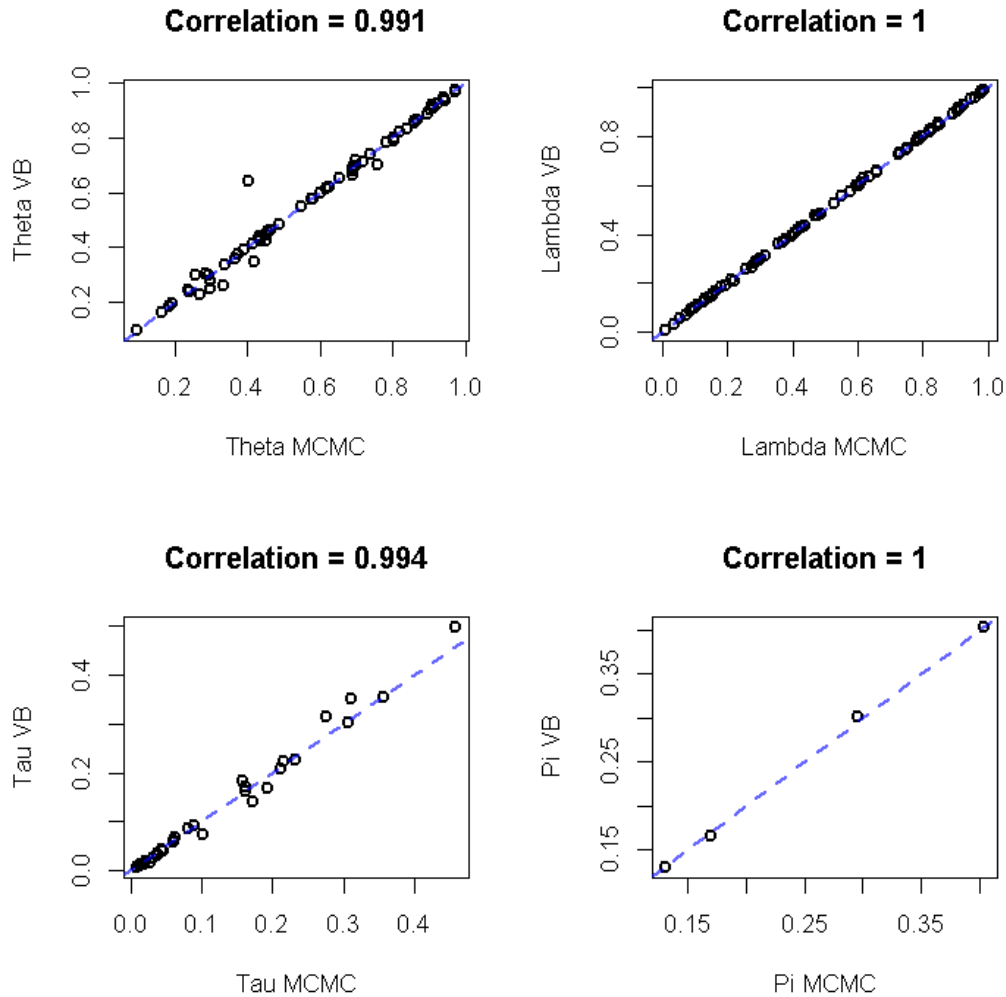 Correlation = 0.991
Theta VB
1.0
0.8
0.6
0.4
0.2
0.2 0.4 0.6 0.8 1.0
Theta MCMC
Correlation = 1
Lambda VB
0.8
0.4
0.0
0.0 0.2 0.4 0.6 0.8 1.0
Lambda MCMC
Correlation = 0.994
Tau VB
0.4
0.2
0.0
0.0 0.1 0.2 0.3 0.4
Tau MCMC
Correlation = 1
Pi VB
0.35
0.25
0.15
0.15 0.25 0.35
Pi MCMC